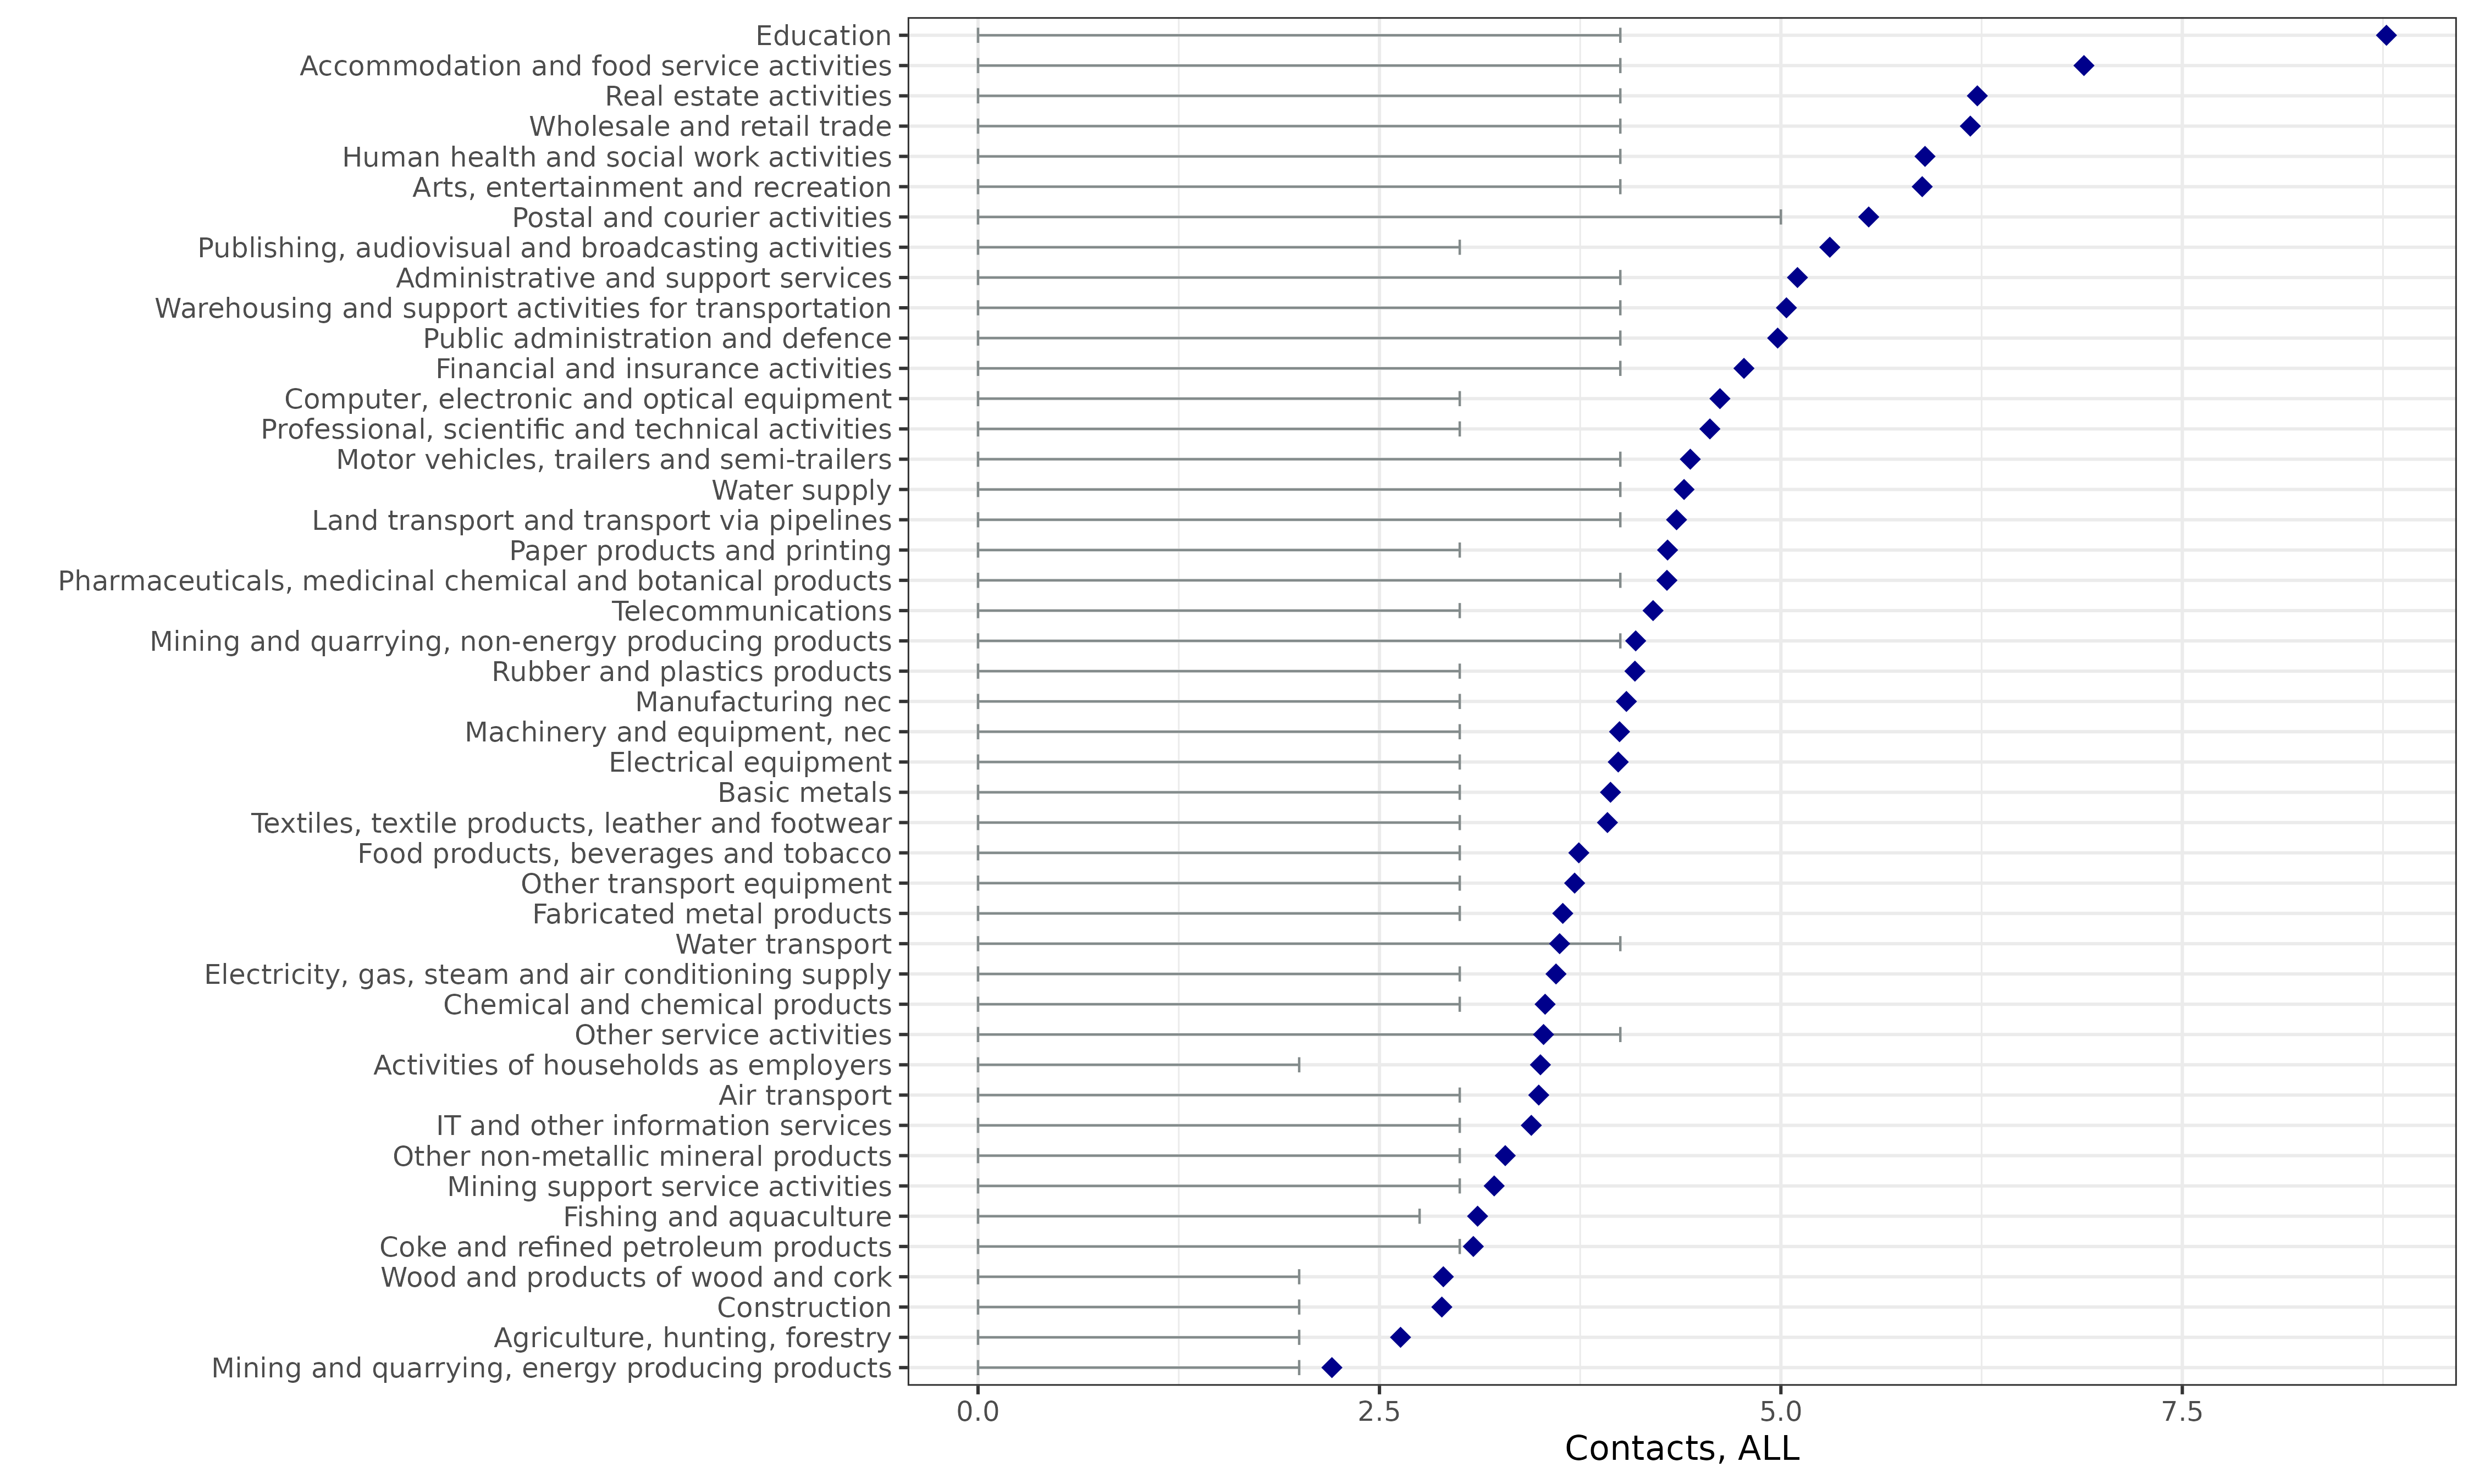 Education
Accommodation and food service activities
Real estate activities
Wholesale and retail trade
Human health and social work activities
Arts, entertainment and recreation
Postal and courier activities
Publishing, audiovisual and broadcasting activities
Administrative and support services
Warehousing and support activities for transportation
Public administration and defence
Financial and insurance activities
Computer, electronic and optical equipment
Professional, scientific and technical activities
Motor vehicles, trailers and semi-trailers
Water supply
Land transport and transport via pipelines
Paper products and printing
Pharmaceuticals, medicinal chemical and botanical products
Telecommunications
Mining and quarrying, non-energy producing products
Rubber and plastics products
Manufacturing nec
Machinery and equipment, nec
Electrical equipment
Basic metals
Textiles, textile products, leather and footwear
Food products, beverages and tobacco
Other transport equipment
Fabricated metal products
Water transport
Electricity, gas, steam and air conditioning supply
Chemical and chemical products
Other service activities
Activities of households as employers
Air transport
IT and other information services
Other non-metallic mineral products
Mining support service activities
Fishing and aquaculture
Coke and refined petroleum products
Wood and products of wood and cork
Construction
Agriculture, hunting, forestry
Mining and quarrying, energy producing products
0.0 2.5 5.0 7.5
Contacts, ALL